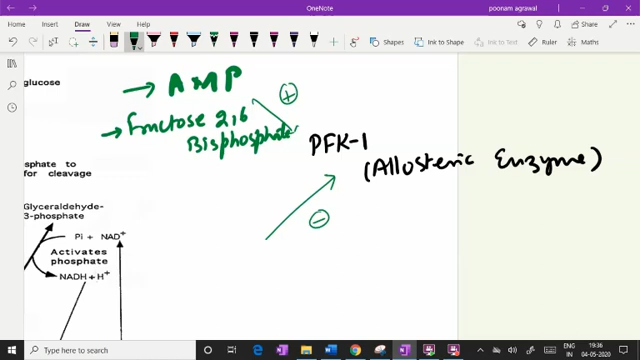 OneNote
poonam agrawal
Home
Insert
Draw
View
Help
Share
Shapes
Ink to Shape
Ink to Text
Ruler
Maths
glucose
→ AMP
+
→ Fructose 2,6
Bisphosphate
PFK-1
(Allosteric Enzyme)
sphate to
for cleavage
Glyceraldehyde-
3-phosphate
Pi + NAD+
Activates
phosphate
NADH + H+
−
Type here to search
ENG
IN
19:36
04-05-2020